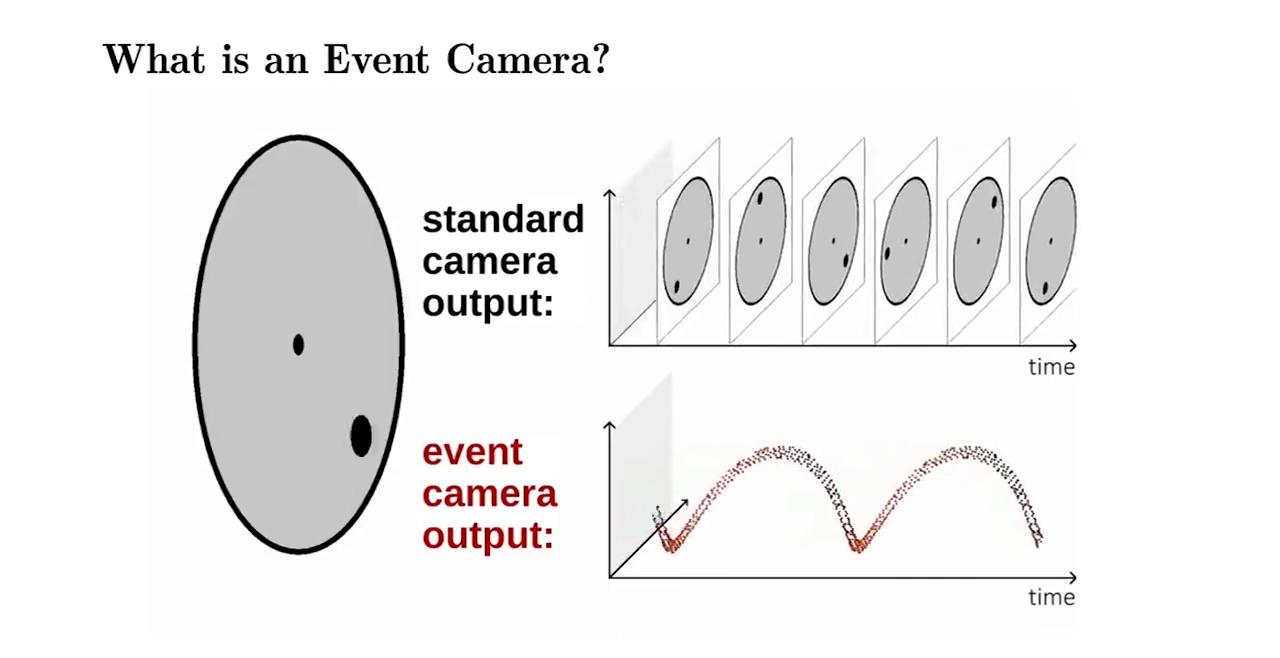 What is an Event Camera?
standard
camera
output:
time
event
camera
output:
time